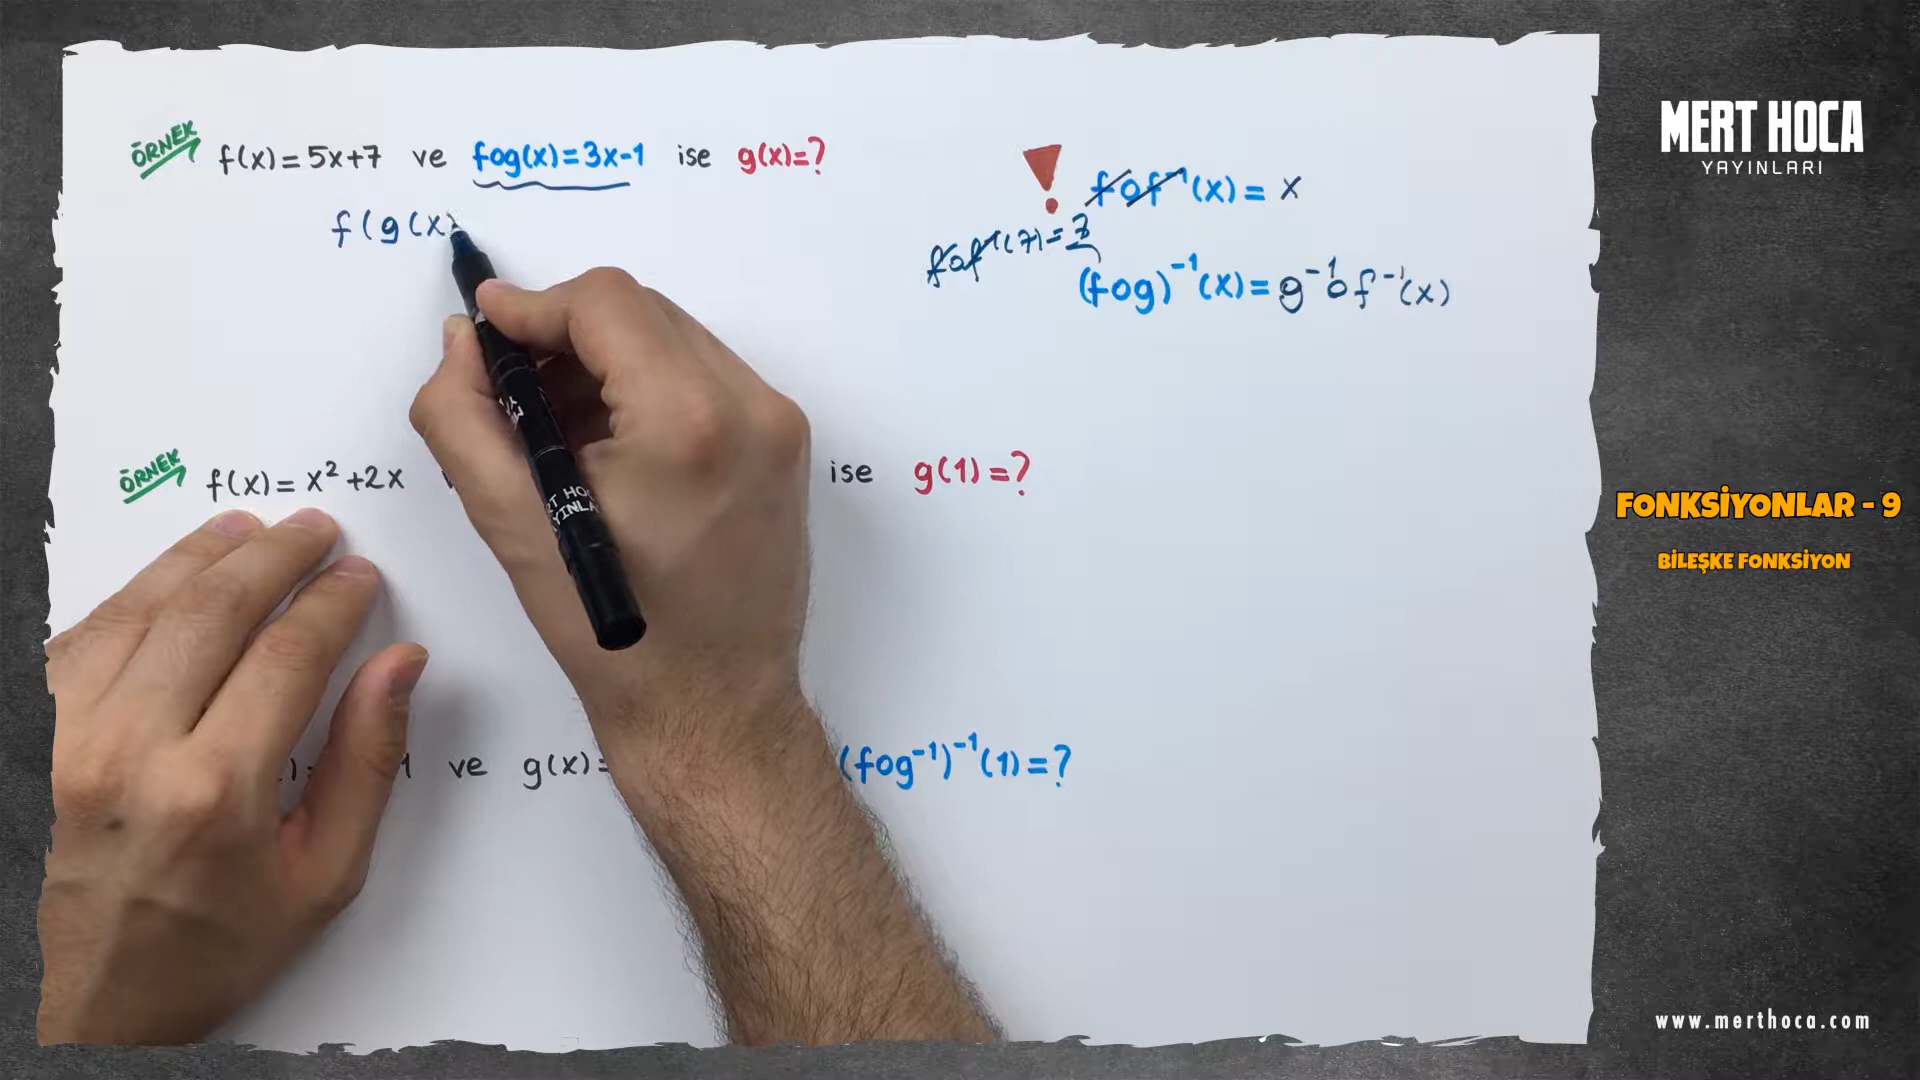 ÖRNEK f(x)=5x+7 ve fog(x)=3x-1 ise g(x)=?
f(g(x)
fof⁻¹(x)= x
fof⁻¹(7)=7
(fog)⁻¹(x)= g⁻¹of⁻¹(x)
ÖRNEK f(x)= x²+2x ise g(1)=?
ve g(x)= (fog⁻¹)⁻¹(1)=?
MERT HOCA
YAYINLARI
FONKSİYONLAR - 9
BİLEŞKE FONKSİYON
www.merthoca.com